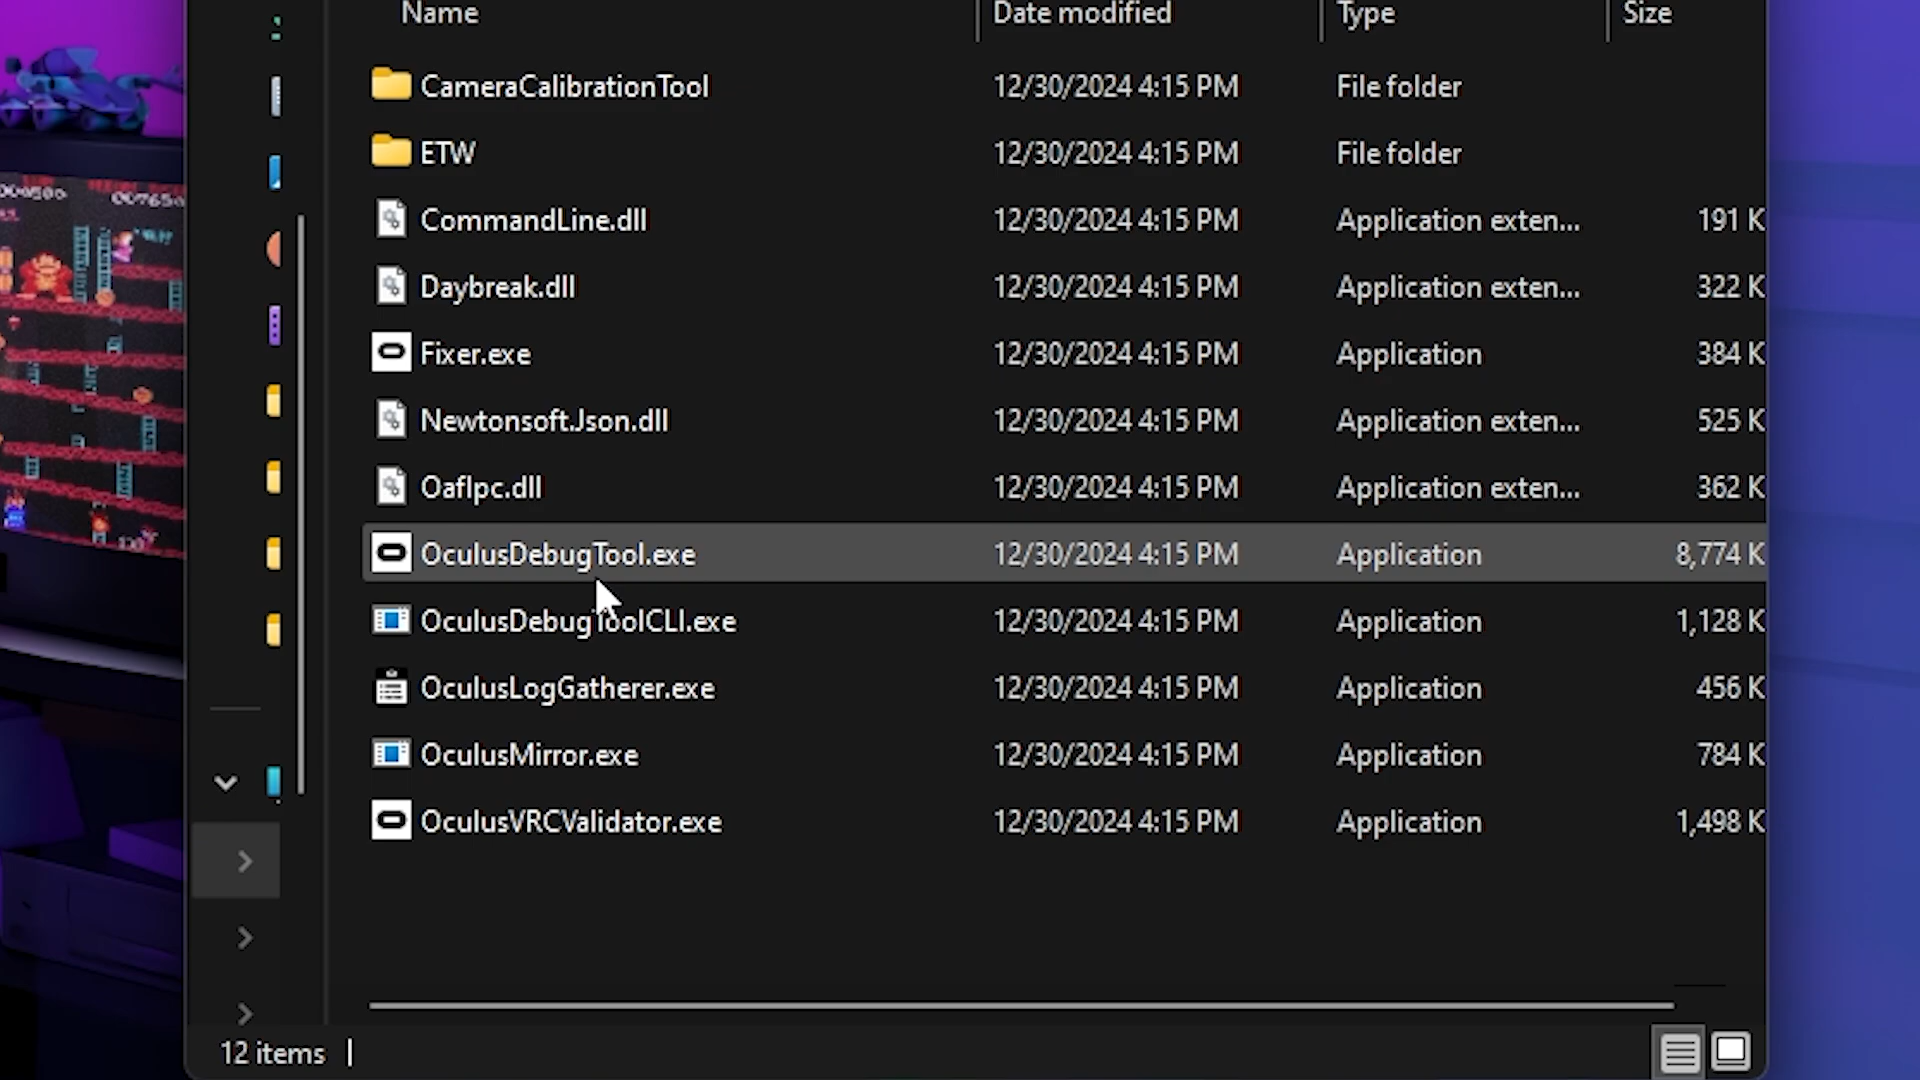 Name Date modified Type Size
CameraCalibrationTool 12/30/2024 4:15 PM File folder
ETW 12/30/2024 4:15 PM File folder
CommandLine.dll 12/30/2024 4:15 PM Application exten... 191 K
Daybreak.dll 12/30/2024 4:15 PM Application exten... 322 K
Fixer.exe 12/30/2024 4:15 PM Application 384 K
Newtonsoft.Json.dll 12/30/2024 4:15 PM Application exten... 525 K
OafIpc.dll 12/30/2024 4:15 PM Application exten... 362 K
OculusDebugTool.exe 12/30/2024 4:15 PM Application 8,774 K
OculusDebugToolCLI.exe 12/30/2024 4:15 PM Application 1,128 K
OculusLogGatherer.exe 12/30/2024 4:15 PM Application 456 K
OculusMirror.exe 12/30/2024 4:15 PM Application 784 K
OculusVRCValidator.exe 12/30/2024 4:15 PM Application 1,498 K
12 items